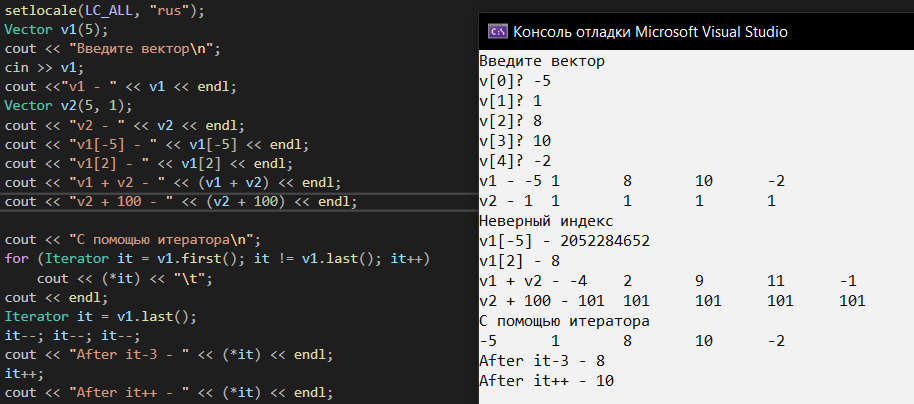 setlocale(LC_ALL, "rus");
Vector v1(5);
cout << "Введите вектор\n";
cin >> v1;
cout <<"v1 - " << v1 << endl;
Vector v2(5, 1);
cout << "v2 - " << v2 << endl;
cout << "v1[-5] - " << v1[-5] << endl;
cout << "v1[2] - " << v1[2] << endl;
cout << "v1 + v2 - " << (v1 + v2) << endl;
cout << "v2 + 100 - " << (v2 + 100) << endl;
cout << "С помощью итератора\n";
for (Iterator it = v1.first(); it != v1.last(); it++)
cout << (*it) << "\t";
cout << endl;
Iterator it = v1.last();
it--; it--; it--;
cout << "After it-3 - " << (*it) << endl;
it++;
cout << "After it++ - " << (*it) << endl;
Консоль отладки Microsoft Visual Studio
Введите вектор
v[0]? -5
v[1]? 1
v[2]? 8
v[3]? 10
v[4]? -2
v1 - -5 1 8 10 -2
v2 - 1 1 1 1 1
Неверный индекс
v1[-5] - 2052284652
v1[2] - 8
v1 + v2 - -4 2 9 11 -1
v2 + 100 - 101 101 101 101 101
С помощью итератора
-5 1 8 10 -2
After it-3 - 8
After it++ - 10